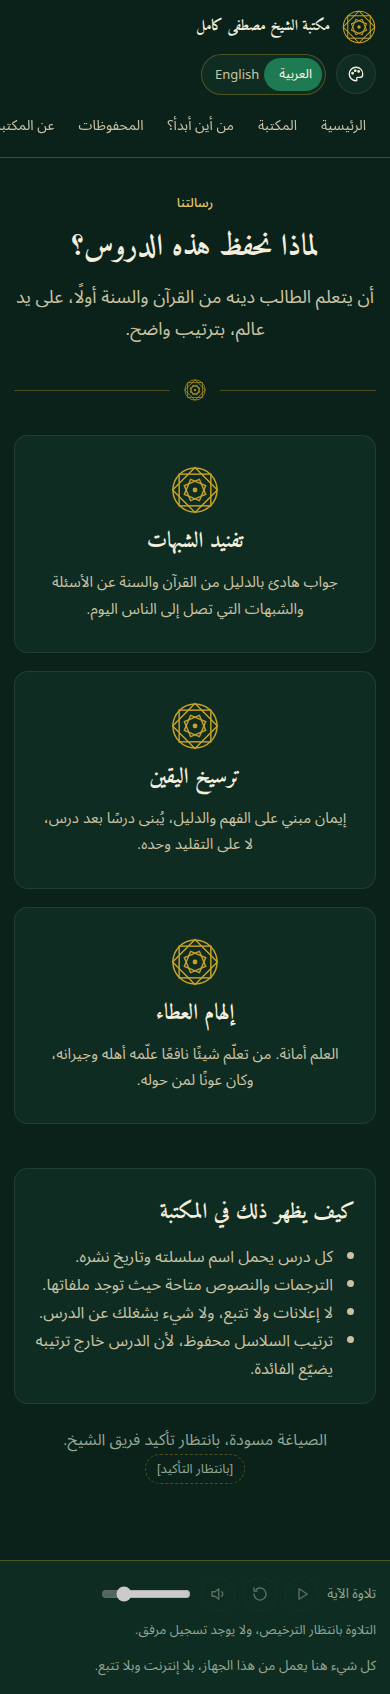 مكتبة الشيخ مصطفى كامل
العربية English
الرئيسية المكتبة من أين أبدأ؟ المحفوظات عن المكتب
رسالتنا
لماذا نحفظ هذه الدروس؟
أن يتعلم الطالب دينه من القرآن والسنة أولًا، على يد
عالم، بترتيب واضح.
تفنيد الشبهات
جواب هادئ بالدليل من القرآن والسنة عن الأسئلة
والشبهات التي تصل إلى الناس اليوم.
ترسيخ اليقين
إيمان مبني على الفهم والدليل، يُبنى درسًا بعد درس،
لا على التقليد وحده.
إلهام العطاء
العلم أمانة. من تعلّم شيئًا نافعًا علّمه أهله وجيرانه،
وكان عونًا لمن حوله.
كيف يظهر ذلك في المكتبة
كل درس يحمل اسم سلسلته وتاريخ نشره.
الترجمات والنصوص متاحة حيث توجد ملفاتها.
لا إعلانات ولا تتبع، ولا شيء يشغلك عن الدرس.
ترتيب السلاسل محفوظ، لأن الدرس خارج ترتيبه
يضيّع الفائدة.
الصياغة مسودة، بانتظار تأكيد فريق الشيخ.
[بانتظار التأكيد]
تلاوة الآية
التلاوة بانتظار الترخيص، ولا يوجد تسجيل مرفق.
كل شيء هنا يعمل من هذا الجهاز، بلا إنترنت وبلا تتبع.